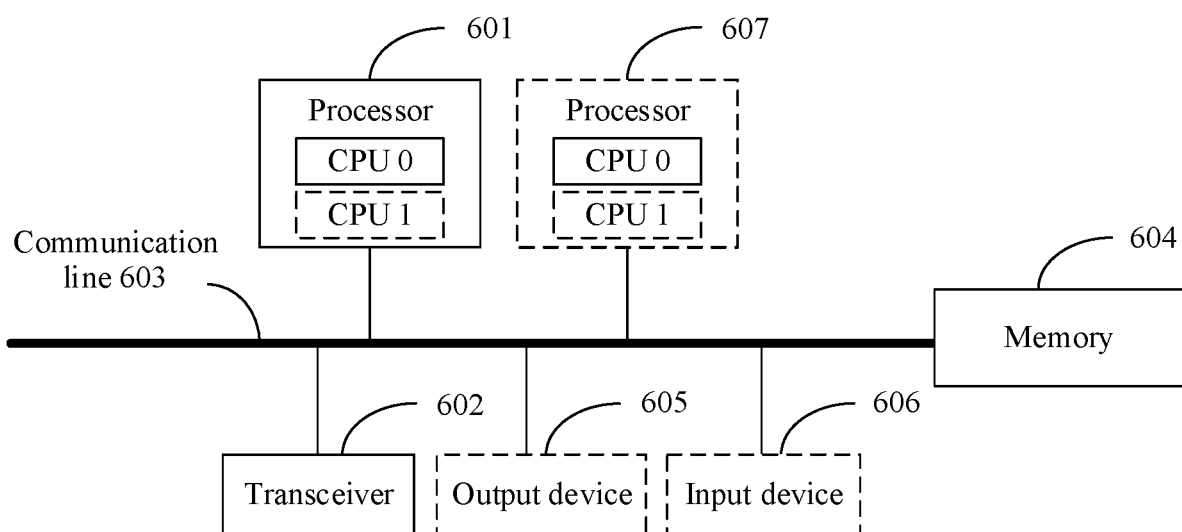 601
607
Processor
CPU 0
CPU 1
Processor
CPU 0
CPU 1
Communication
line 603
604
Memory
602
605
606
Transceiver
Output device
Input device